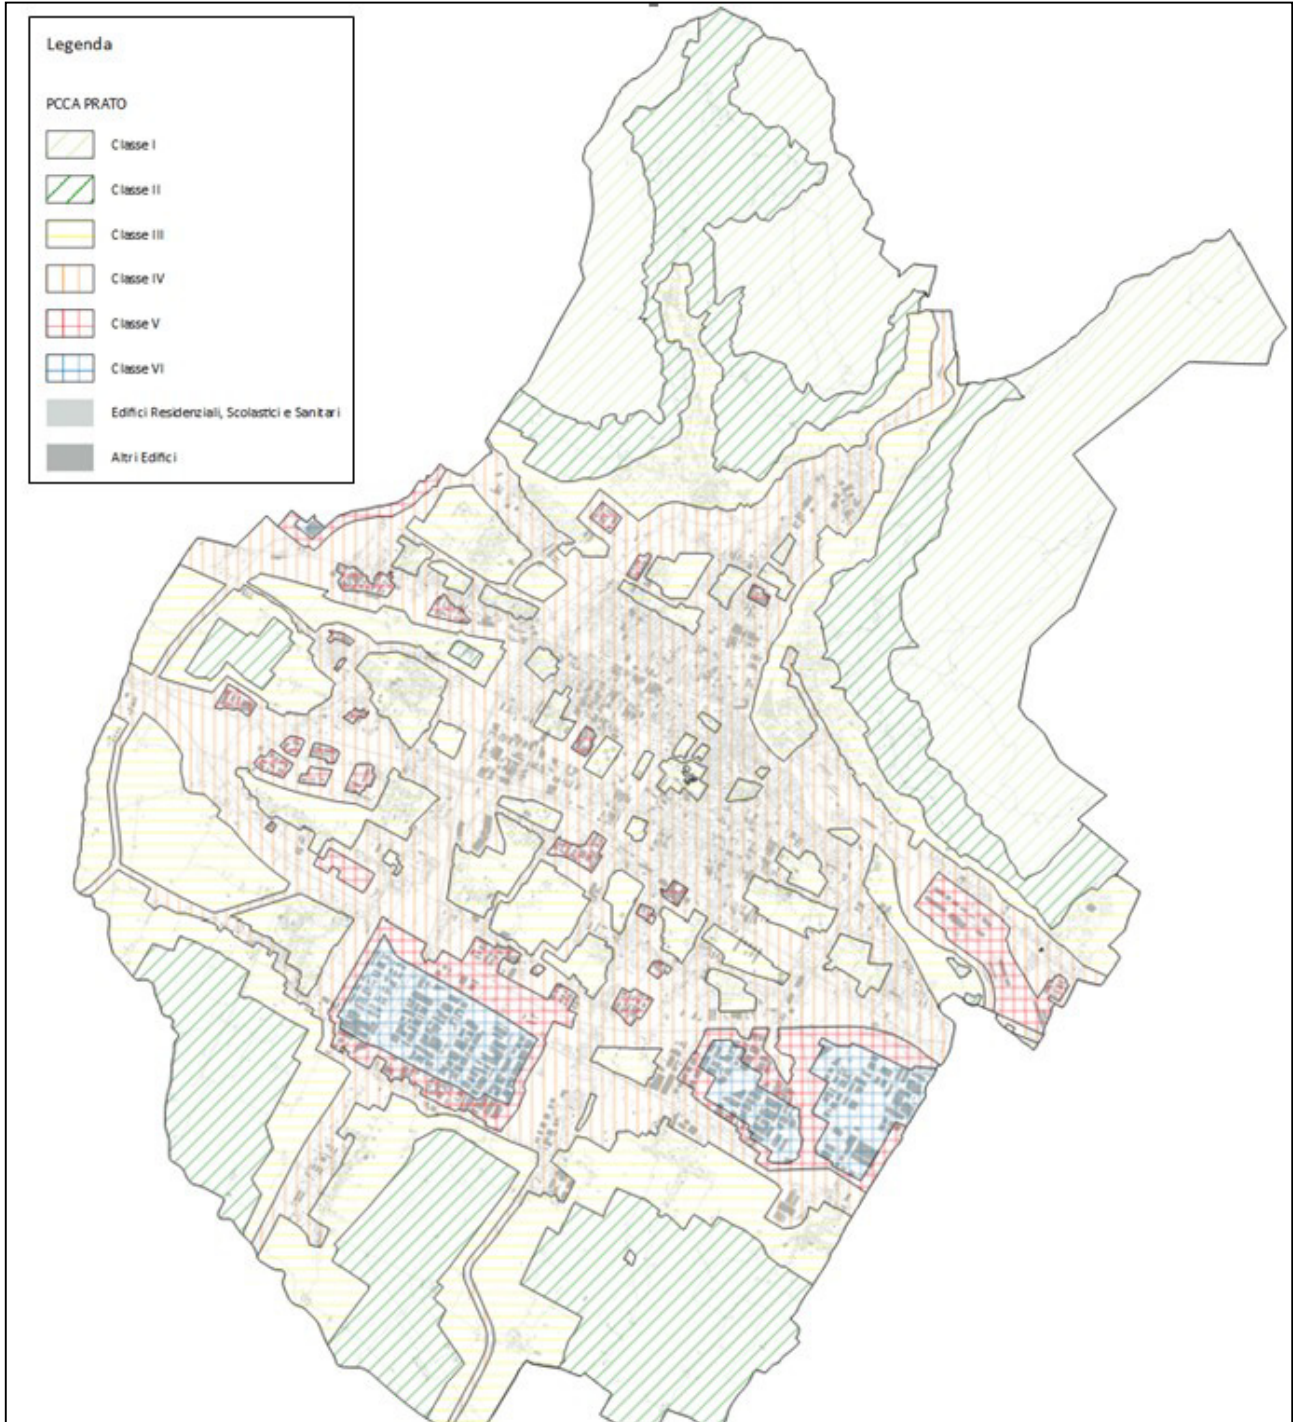 Legenda
PCCA PRATO
Classe I
Classe II
Classe III
Classe IV
Classe V
Classe VI
Edifici Residenziali, Scolastici e Sanitari
Altri Edifici